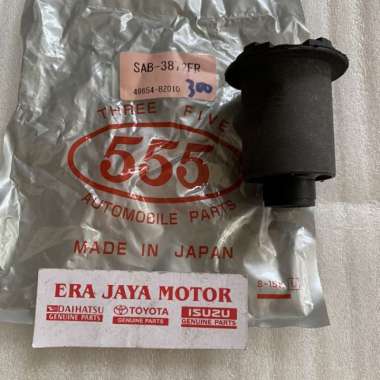 SAB-3872FR
48654-BZ010
300
THREE FIVE
555
AUTOMOBILE PARTS
MADE IN JAPAN
ERA JAYA MOTOR
DAIHATSU
GENUINE PARTS
TOYOTA
GENUINE PARTS
ISUZU
GENUINE PARTS